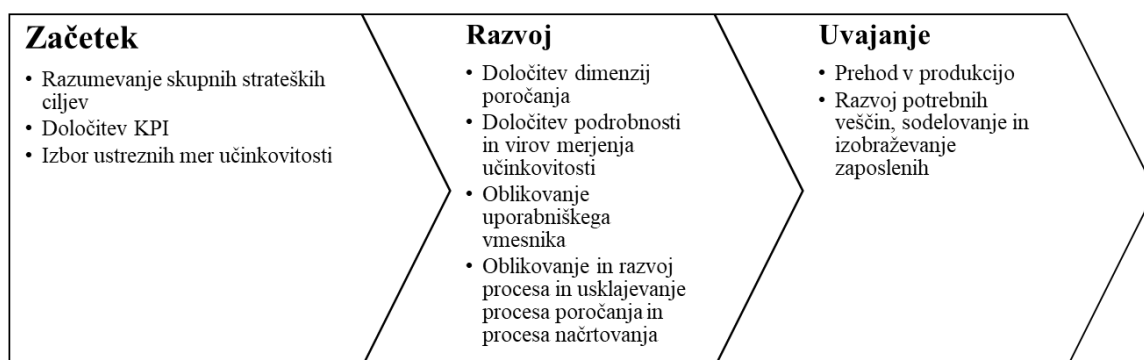 Začetek
• Razumevanje skupnih strateških
ciljev
• Določitev KPI
• Izbor ustreznih mer učinkovitosti
Razvoj
• Določitev dimenzij
poročanja
• Določitev podrobnosti
in virov merjenja
učinkovitosti
• Oblikovanje
uporabniškega
vmesnika
• Oblikovanje in razvoj
procesa in usklajevanje
procesa poročanja in
procesa načrtovanja
Uvajanje
• Prehod v produkcijo
• Razvoj potrebnih
veščin, sodelovanje in
izobraževanje
zaposlenih